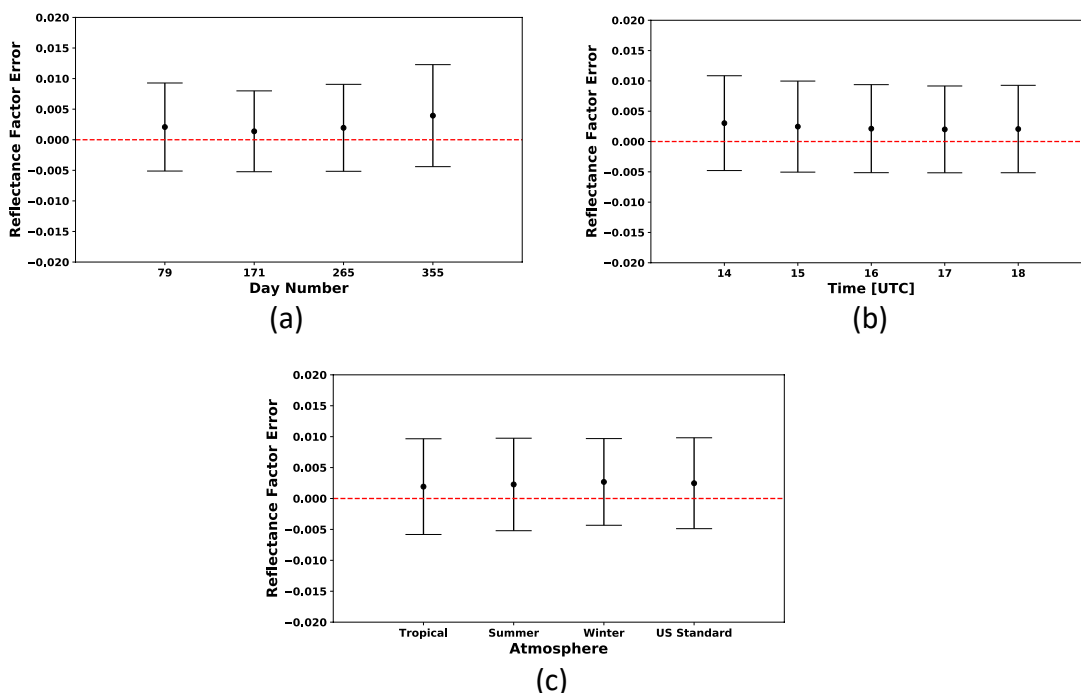 0.020
0.015
0.010
0.005
0.000
−0.005
−0.010
−0.015
−0.020
Reflectance Factor Error
79 171 265 355
Day Number
(a)
0.020
0.015
0.010
0.005
0.000
−0.005
−0.010
−0.015
−0.020
Reflectance Factor Error
14 15 16 17 18
Time [UTC]
(b)
0.020
0.015
0.010
0.005
0.000
−0.005
−0.010
−0.015
−0.020
Reflectance Factor Error
Tropical Summer Winter US Standard
Atmosphere
(c)